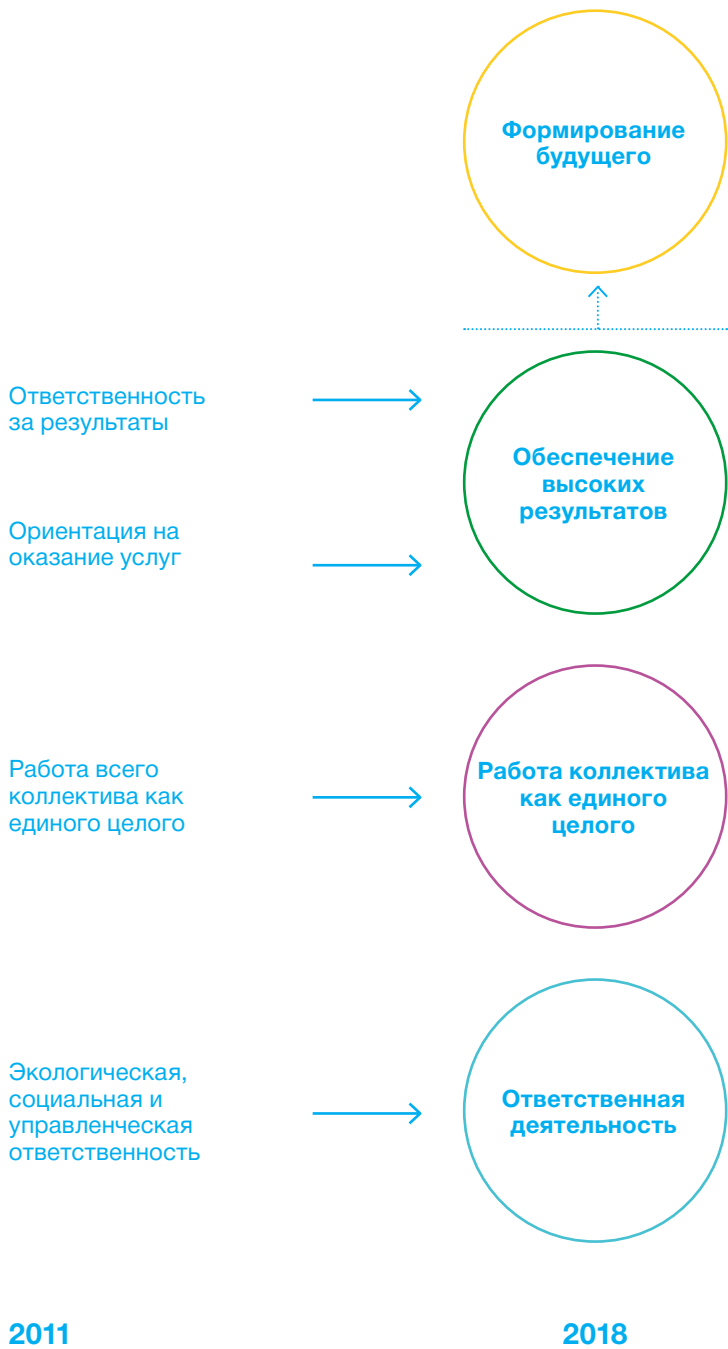 Формирование
будущего
Ответственность
за результаты
Обеспечение
высоких
результатов
Ориентация на
оказание услуг
Работа всего
коллектива как
единого целого
Работа коллектива
как единого
целого
Экологическая,
социальная и
управленческая
ответственность
Ответственная
деятельность
2011
2018